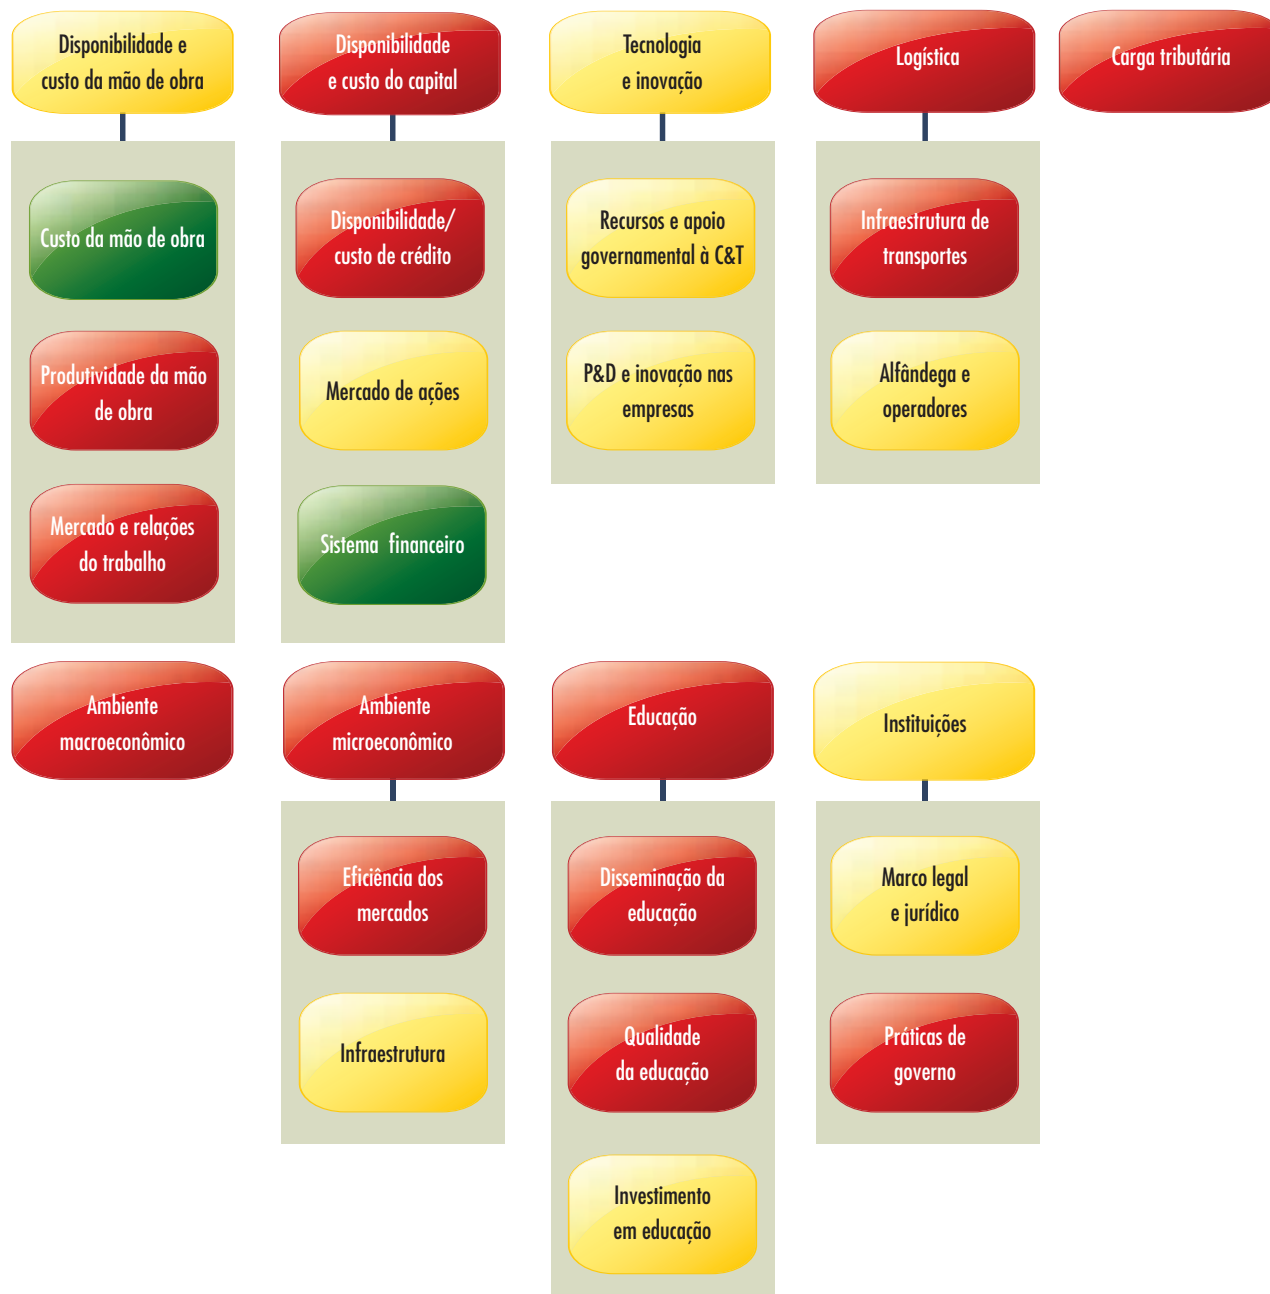 Disponibilidade e
custo da mão de obra
Disponibilidade
e custo do capital
Tecnologia
e inovação
Logística
Carga tributária
Custo da mão de obra
Produtividade da mão
de obra
Mercado e relações
do trabalho
Disponibilidade/
custo de crédito
Mercado de ações
Sistema financeiro
Recursos e apoio
governamental à C&T
P&D e inovação nas
empresas
Infraestrutura de
transportes
Alfândega e
operadores
Ambiente
macroeconômico
Ambiente
microeconômico
Educação
Instituições
Eficiência dos
mercados
Infraestrutura
Disseminação da
educação
Qualidade
da educação
Investimento
em educação
Marco legal
e jurídico
Práticas de
governo